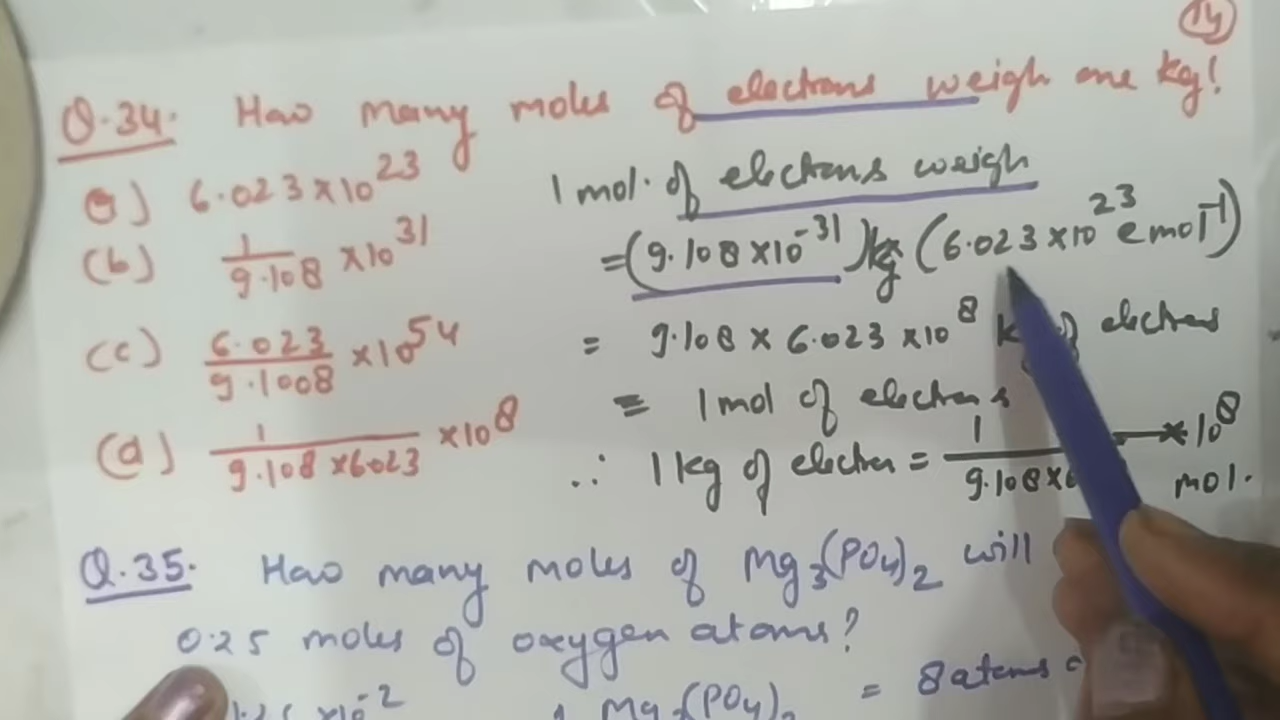 14
Q.34. How many moles of electrons weigh one kg?
a) 6.023 × 10^23
(b) 1/9.108 × 10^31
(c) 6.023/9.1008 × 10^54
(d) 1/9.108 × 6.023 × 10^8
1 mol. of electrons weigh
= (9.108 × 10^-31) kg (6.023 × 10^23 e mol^-1)
= 9.108 × 6.023 × 10^8 kg of electrons
= 1 mol of electrons
∴ 1 kg of electron = 1/9.108 × 6 × 10^8 mol.
Q.35. How many moles of Mg3(PO4)2 will
0.25 moles of oxygen atoms?
× 10^-2
Mg3(PO4)2 = 8 atoms